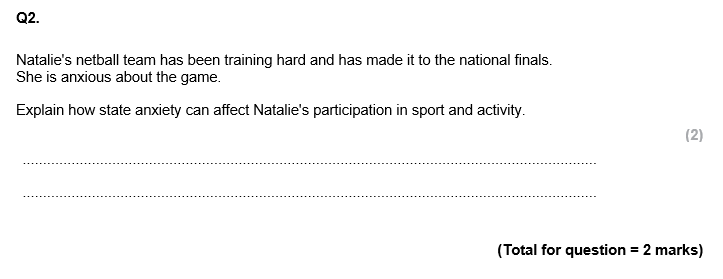 Q2.
Natalie's netball team has been training hard and has made it to the national finals.
She is anxious about the game.
Explain how state anxiety can affect Natalie's participation in sport and activity.
(2)
(Total for question = 2 marks)